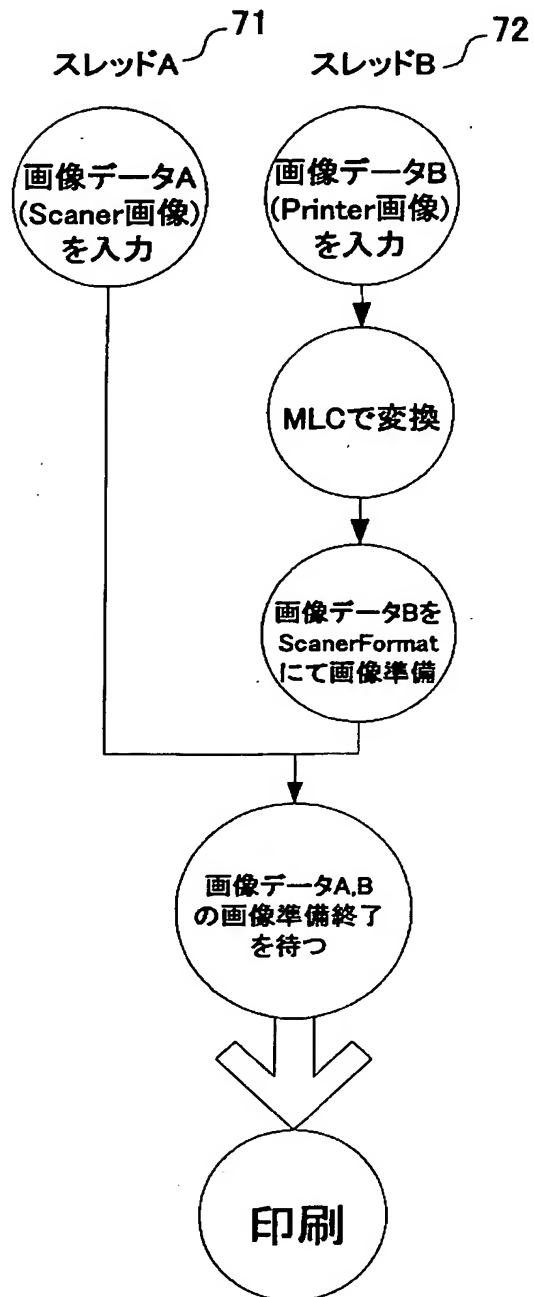 71
スレッドA
72
スレッドB
画像データA
(Scaner画像)
を入力
画像データB
(Printer画像)
を入力
MLCで変換
画像データBを
ScanerFormat
にて画像準備
画像データA,B
の画像準備終了
を待つ
印刷